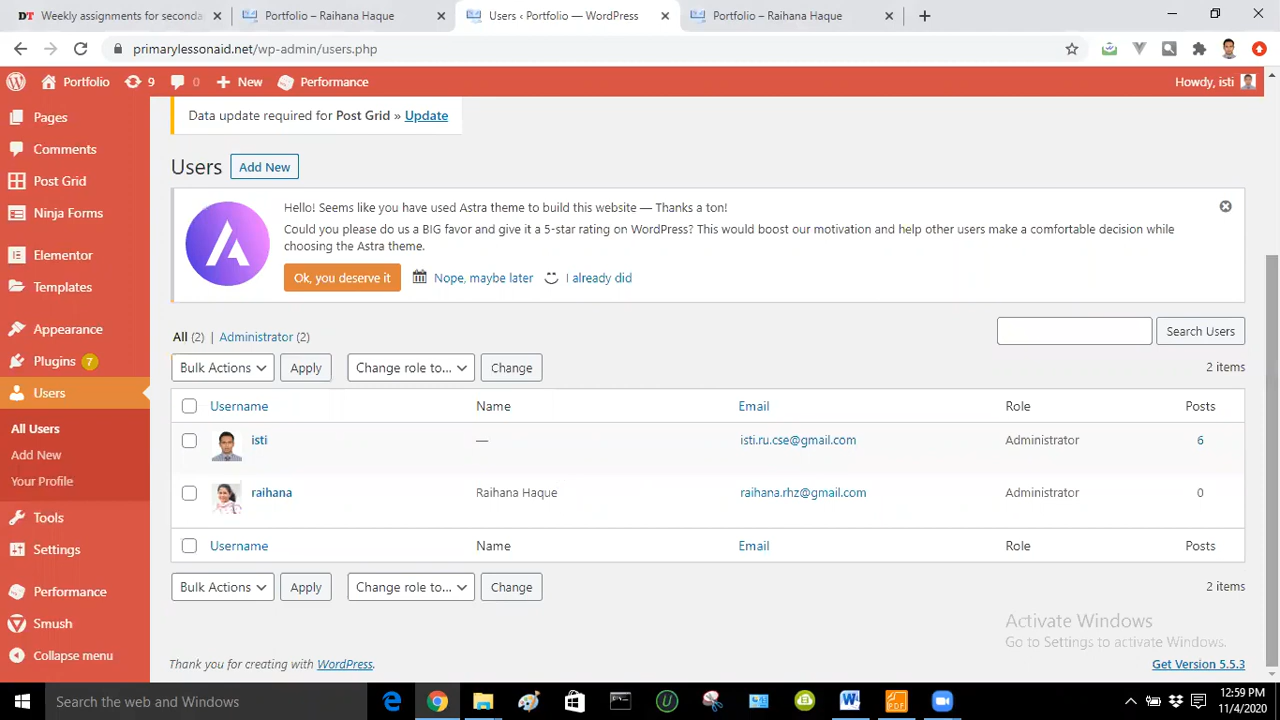 DT Weekly assignments for seconda
Portfolio – Raihana Haque
Users ‹ Portfolio — WordPress
Portfolio – Raihana Haque
primarylessonaid.net/wp-admin/users.php
Portfolio 9 0 New Performance Howdy, isti
Pages
Comments
Post Grid
Ninja Forms
Elementor
Templates
Appearance
Plugins 7
Users
All Users
Add New
Your Profile
Tools
Settings
Performance
Smush
Collapse menu
Data update required for Post Grid » Update
Users Add New
Hello! Seems like you have used Astra theme to build this website — Thanks a ton!
Could you please do us a BIG favor and give it a 5-star rating on WordPress? This would boost our motivation and help other users make a comfortable decision while
choosing the Astra theme.
Ok, you deserve it Nope, maybe later I already did
All (2) | Administrator (2)
Search Users
Bulk Actions Apply Change role to... Change 2 items
Username Name Email Role Posts
isti — isti.ru.cse@gmail.com Administrator 6
raihana Raihana Haque raihana.rhz@gmail.com Administrator 0
Username Name Email Role Posts
Bulk Actions Apply Change role to... Change 2 items
Activate Windows
Go to Settings to activate Windows.
Thank you for creating with WordPress. Get Version 5.5.3
Search the web and Windows
12:59 PM
11/4/2020